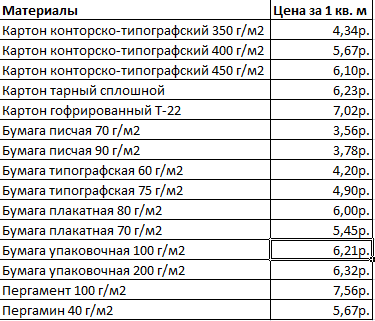 Материалы Цена за 1 кв. м
Картон конторско-типографский 350 г/м2 4,34р.
Картон конторско-типографский 400 г/м2 5,67р.
Картон конторско-типографский 450 г/м2 6,10р.
Картон тарный сплошной 6,23р.
Картон гофрированный Т-22 7,02р.
Бумага писчая 70 г/м2 3,56р.
Бумага писчая 90 г/м2 3,78р.
Бумага типографская 60 г/м2 4,20р.
Бумага типографская 75 г/м2 4,90р.
Бумага плакатная 80 г/м2 6,00р.
Бумага плакатная 70 г/м2 5,45р.
Бумага упаковочная 100 г/м2 6,21р.
Бумага упаковочная 200 г/м2 6,32р.
Пергамент 100 г/м2 7,56р.
Пергамин 40 г/м2 5,67р.